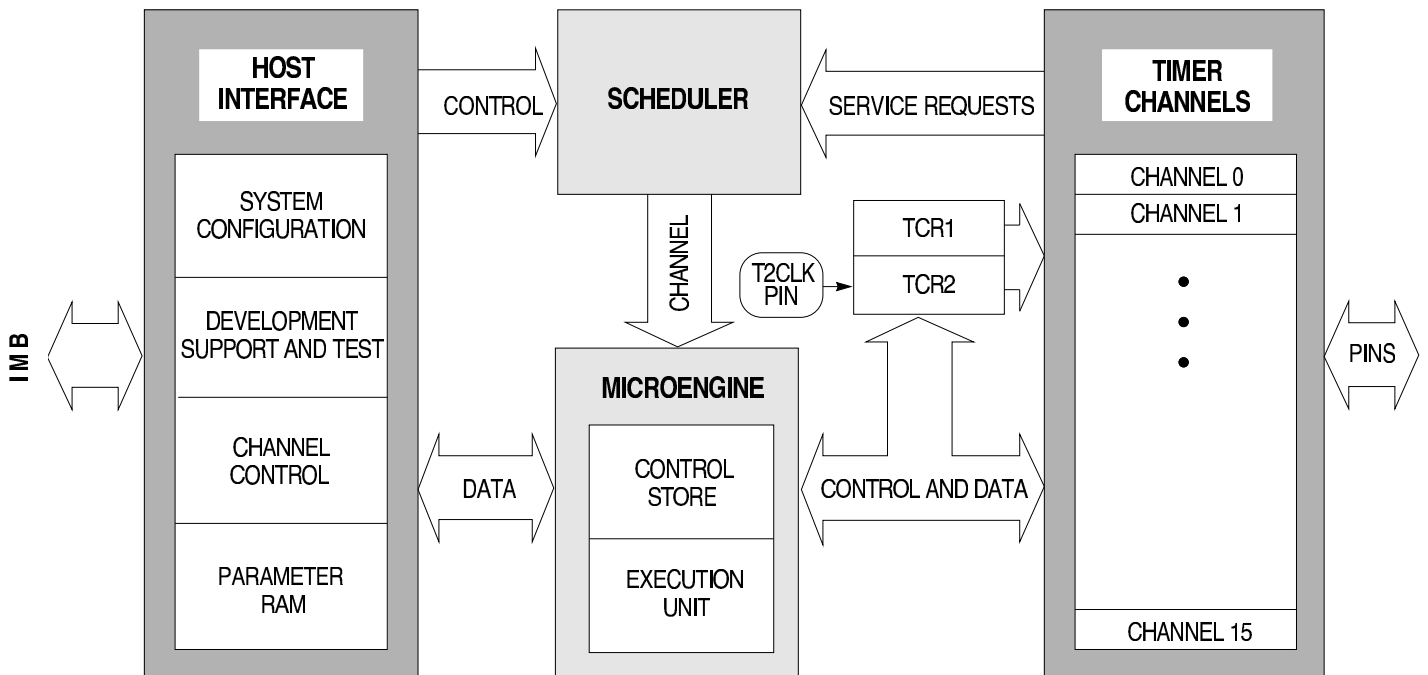 IMB
HOST
INTERFACE
SYSTEM
CONFIGURATION
DEVELOPMENT
SUPPORT AND TEST
CHANNEL
CONTROL
PARAMETER
RAM
CONTROL
DATA
SCHEDULER
CHANNEL
MICROENGINE
CONTROL
STORE
EXECUTION
UNIT
SERVICE REQUESTS
T2CLK
PIN
TCR1
TCR2
CONTROL AND DATA
TIMER
CHANNELS
CHANNEL 0
CHANNEL 1
CHANNEL 15
PINS